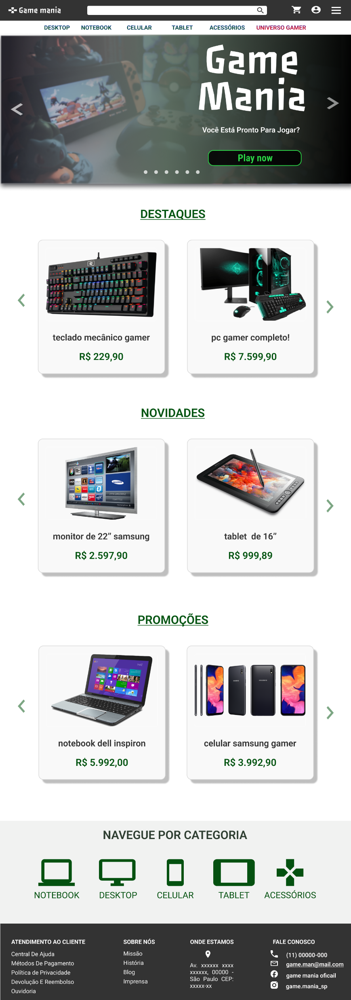 Game mania
DESKTOP NOTEBOOK CELULAR TABLET ACESSÓRIOS UNIVERSO GAMER
Game
Mania
Você Está Pronto Para Jogar?
Play now
DESTAQUES
teclado mecânico gamer
R$ 229,90
pc gamer completo!
R$ 7.599,90
NOVIDADES
monitor de 22” samsung
R$ 2.597,90
tablet  de 16”
R$ 999,89
PROMOÇÕES
notebook dell inspiron
R$ 5.992,00
celular samsung gamer
R$ 3.992,90
NAVEGUE POR CATEGORIA
NOTEBOOK DESKTOP CELULAR TABLET ACESSÓRIOS
ATENDIMENTO AO CLIENTE
Central De Ajuda
Métodos De Pagamento
Política de Privacidade
Devolução E Reembolso
Ouvidoria
SOBRE NÓS
Missão
História
Blog
Imprensa
ONDE ESTAMOS
Av. xxxxxx xxxx
xxxxxx, 00000 -
São Paulo CEP:
xxxxx-xx
FALE CONOSCO
(11) 00000-000
game.man@mail.com
game mania oficail
game.mania_sp